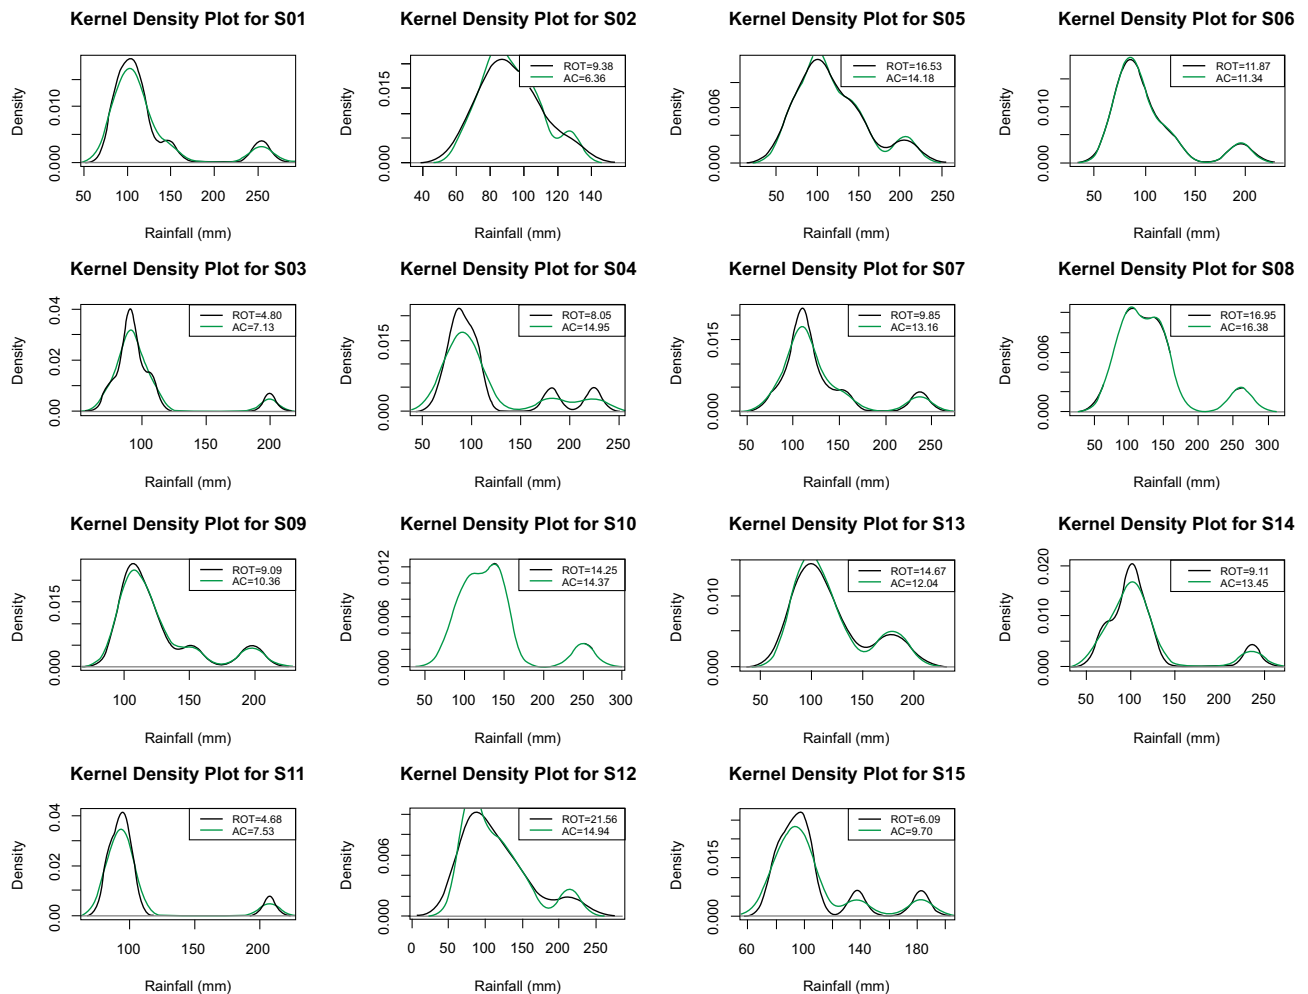 Kernel Density Plot for S01
Density
0.000 0.010
50 100 150 200 250
Rainfall (mm)
Kernel Density Plot for S02
ROT=9.38
AC=6.36
Density
0.000 0.015
40 60 80 100 120 140
Rainfall (mm)
Kernel Density Plot for S05
ROT=16.53
AC=14.18
Density
0.000 0.006
50 100 150 200 250
Rainfall (mm)
Kernel Density Plot for S06
ROT=11.87
AC=11.34
Density
0.000 0.010
50 100 150 200
Rainfall (mm)
Kernel Density Plot for S03
ROT=4.80
AC=7.13
Density
0.00 0.02 0.04
100 150 200
Rainfall (mm)
Kernel Density Plot for S04
ROT=8.05
AC=14.95
Density
0.000 0.015
50 100 150 200 250
Rainfall (mm)
Kernel Density Plot for S07
ROT=9.85
AC=13.16
Density
0.000 0.015
50 100 150 200 250
Rainfall (mm)
Kernel Density Plot for S08
ROT=16.95
AC=16.38
Density
0.000 0.006
50 100 150 200 250 300
Rainfall (mm)
Kernel Density Plot for S09
ROT=9.09
AC=10.36
Density
0.000 0.015
100 150 200
Rainfall (mm)
Kernel Density Plot for S10
ROT=14.25
AC=14.37
Density
0.000 0.006 0.012
50 100 150 200 250 300
Rainfall (mm)
Kernel Density Plot for S13
ROT=14.67
AC=12.04
Density
0.000 0.010
50 100 150 200
Rainfall (mm)
Kernel Density Plot for S14
ROT=9.11
AC=13.45
Density
0.000 0.010 0.020
50 100 150 200 250
Rainfall (mm)
Kernel Density Plot for S11
ROT=4.68
AC=7.53
Density
0.00 0.02 0.04
100 150 200
Rainfall (mm)
Kernel Density Plot for S12
ROT=21.56
AC=14.94
Density
0.000 0.006
0 50 100 150 200 250
Rainfall (mm)
Kernel Density Plot for S15
ROT=6.09
AC=9.70
Density
0.000 0.015
60 100 140 180
Rainfall (mm)